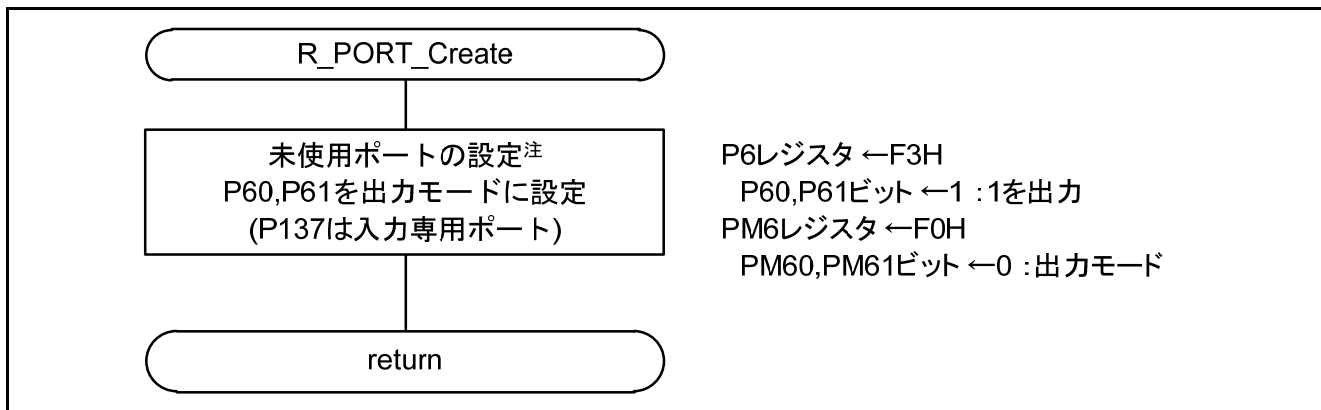 R_PORT_Create
未使用ポートの設定注
P60,P61を出力モードに設定
(P137は入力専用ポート)
P6レジスタ ←F3H
P60,P61ビット ←1 : 1を出力
PM6レジスタ ←F0H
PM60,PM61ビット ←0 : 出力モード
return